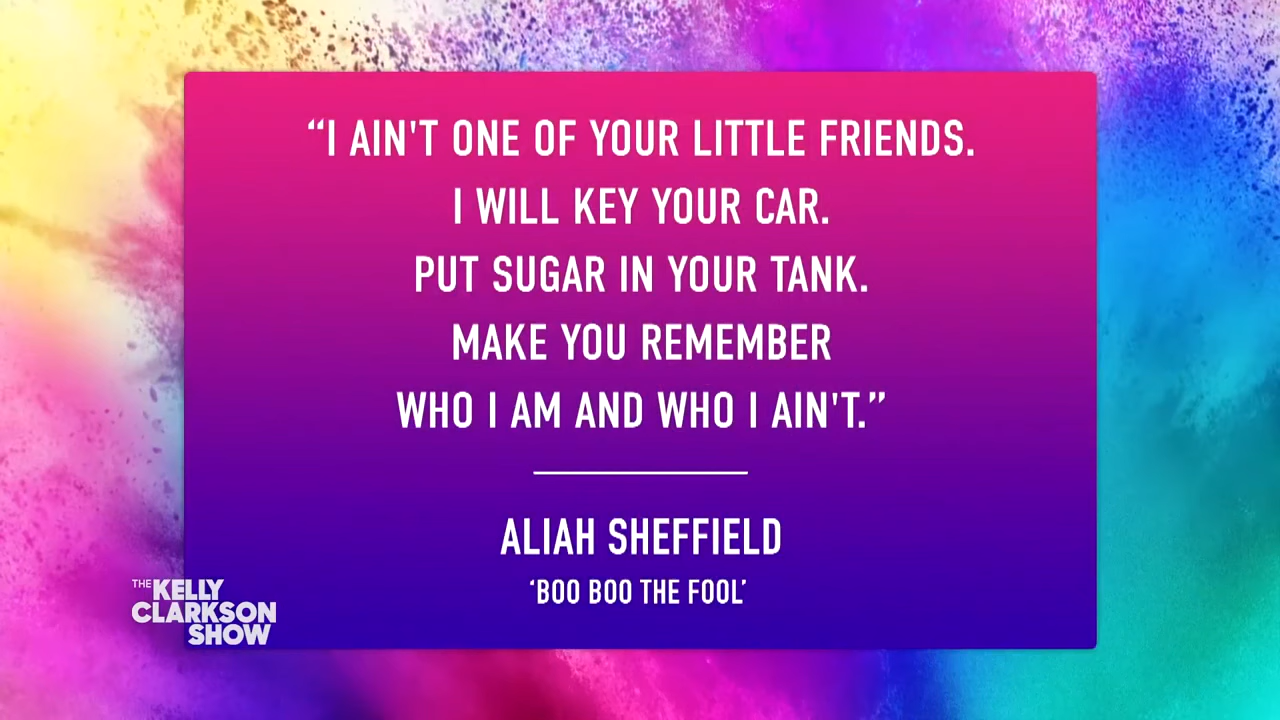 “I AIN'T ONE OF YOUR LITTLE FRIENDS.
I WILL KEY YOUR CAR.
PUT SUGAR IN YOUR TANK.
MAKE YOU REMEMBER
WHO I AM AND WHO I AIN'T.”
ALIAH SHEFFIELD
‘BOO BOO THE FOOL’
THE KELLY
CLARKSON
SHOW